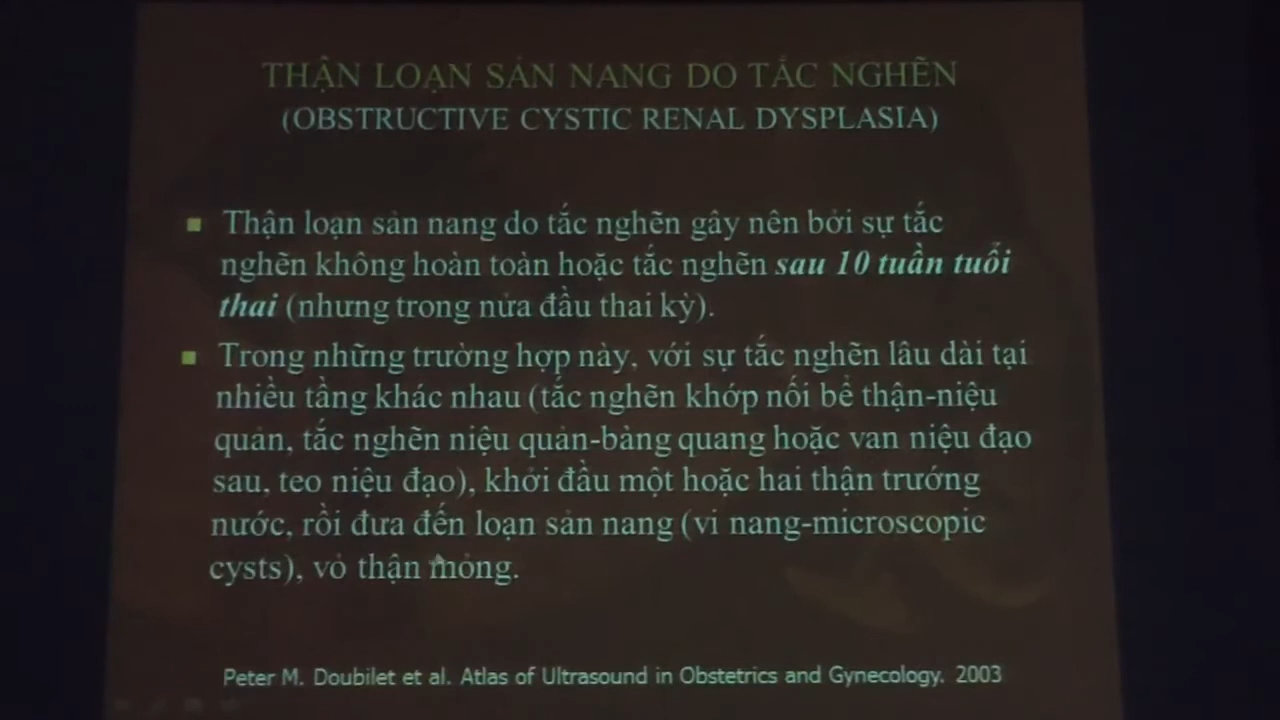 THẬN LOẠN SẢN NANG DO TẮC NGHẼN
(OBSTRUCTIVE CYSTIC RENAL DYSPLASIA)
Thận loạn sản nang do tắc nghẽn gây nên bởi sự tắc
nghẽn không hoàn toàn hoặc tắc nghẽn sau 10 tuần tuổi
thai (nhưng trong nửa đầu thai kỳ).
Trong những trường hợp này, với sự tắc nghẽn lâu dài tại
nhiều tầng khác nhau (tắc nghẽn khớp nối bể thận-niệu
quản, tắc nghẽn niệu quản-bàng quang hoặc van niệu đạo
sau, teo niệu đạo), khởi đầu một hoặc hai thận trướng
nước, rồi đưa đến loạn sản nang (vi nang-microscopic
cysts), vỏ thận mỏng.
Peter M. Doubilet et al. Atlas of Ultrasound in Obstetrics and Gynecology. 2003